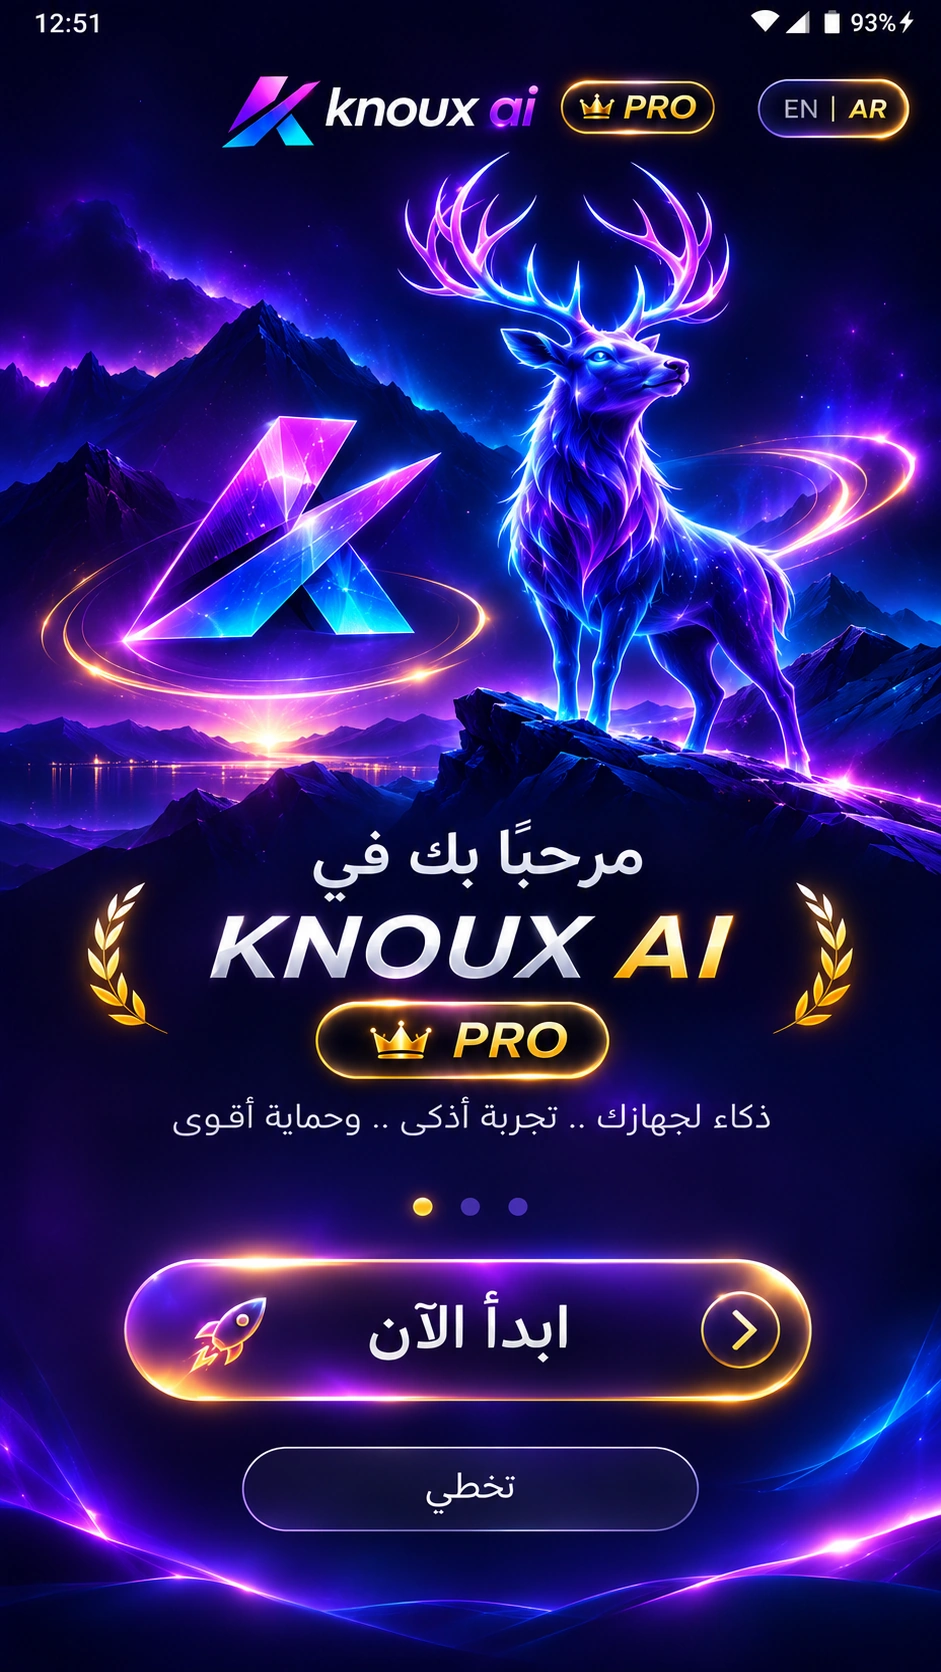 12:51
93%
knoux ai PRO EN | AR
مرحبًا بك في
KNOUX AI
PRO
ذكاء لجهازك .. تجربة أذكى .. وحماية أقوى
ابدأ الآن
تخطي